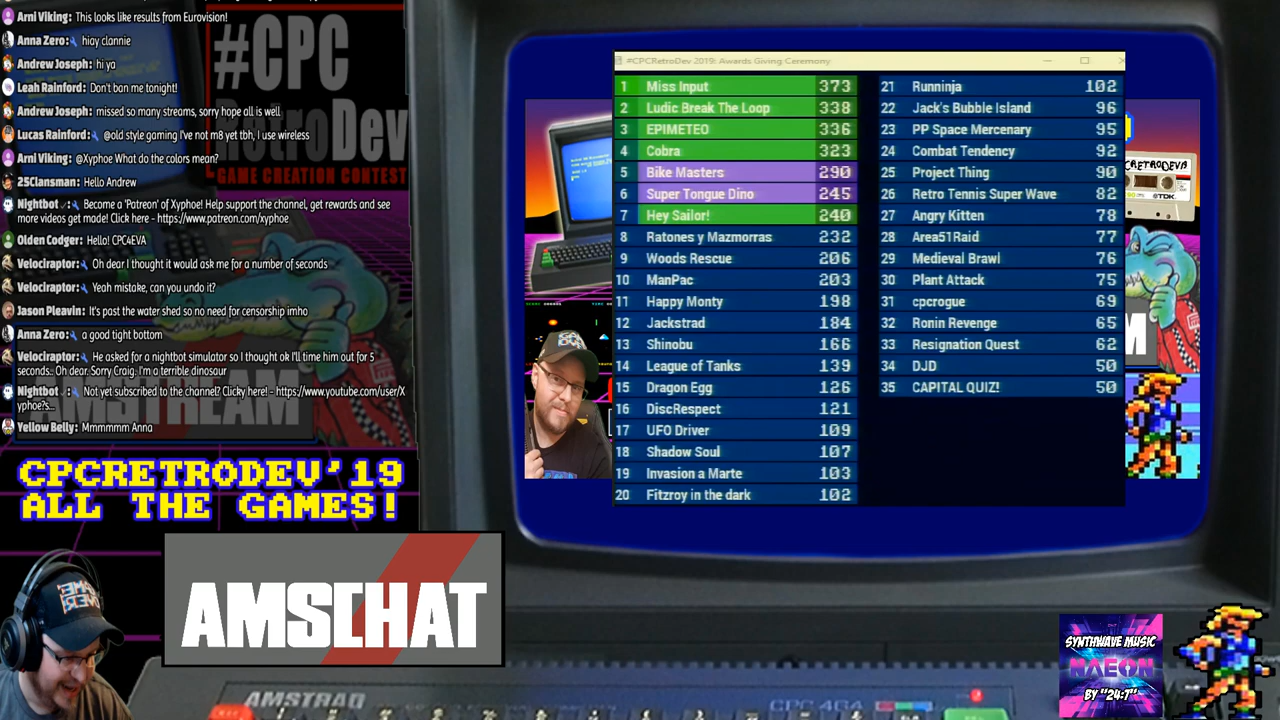 Arni Viking: This looks like results from Eurovision!
Anna Zero: hiay clannie
Andrew Joseph: hi ya
Leah Rainford: Don't ruin me tonight!
Andrew Joseph: missed many streams, sorry hope all is well
Lucas Rainford: @old style gaming I've not m8 yet tbh, I use wireless
Arni Viking: @Xyphoe What do the colors mean?
25Clansman: Hello Andrew
Nightbot: Become a 'Patreon' of Xyphoe! Help support the channel, get rewards and see
more videos get made! Click here - https://www.patreon.com/xyphoe
Olden Codger: Hello! CPC4EVA
Velociraptor: Oh dear I thought it would ask me for a number of seconds
Velociraptor: Yeah mistake, can you undo it?
Jason Plenvin: It's past the water shed so no need for censorship imho
Anna Zero: a good tight bottom
Velociraptor: He asked for a nightbot simulator so I thought ok I'll time him out for 5
seconds.. Oh dear. Sorry Craig. I'm a terrible dinosaur
Nightbot: Not yet subscribed to the channel? Clicky here! - https://www.youtube.com/user/X
yphoe?s...
Yellow Belly: Mmmmmm Anna
#CPC
RetroDev
GAME CREATION CONTEST
AMSTREAM
CPCRETRODEV'19
ALL THE GAMES!
AMSCHAT
#CPCRetroDev 2019: Awards Giving Ceremony
1 Miss Input 373
2 Ludic Break The Loop 338
3 EPIMETEO 336
4 Cobra 323
5 Bike Masters 290
6 Super Tongue Dino 245
7 Hey Sailor! 240
8 Ratones y Mazmorras 232
9 Woods Rescue 206
10 ManPac 203
11 Happy Monty 198
12 Jackstrad 184
13 Shinobu 166
14 League of Tanks 139
15 Dragon Egg 126
16 DiscRespect 121
17 UFO Driver 109
18 Shadow Soul 107
19 Invasion a Marte 103
20 Fitzroy in the dark 102
21 Runninja 102
22 Jack's Bubble Island 96
23 PP Space Mercenary 95
24 Combat Tendency 92
25 Project Thing 90
26 Retro Tennis Super Wave 82
27 Angry Kitten 78
28 Area51Raid 77
29 Medieval Brawl 76
30 Plant Attack 75
31 cpcrogue 69
32 Ronin Revenge 65
33 Resignation Quest 62
34 DJD 50
35 CAPITAL QUIZ! 50
CRETRODEV19
TDK
M
AMSTRAD
CPC 464
SYNTHWAVE MUSIC
NAEON
BY "24:7"